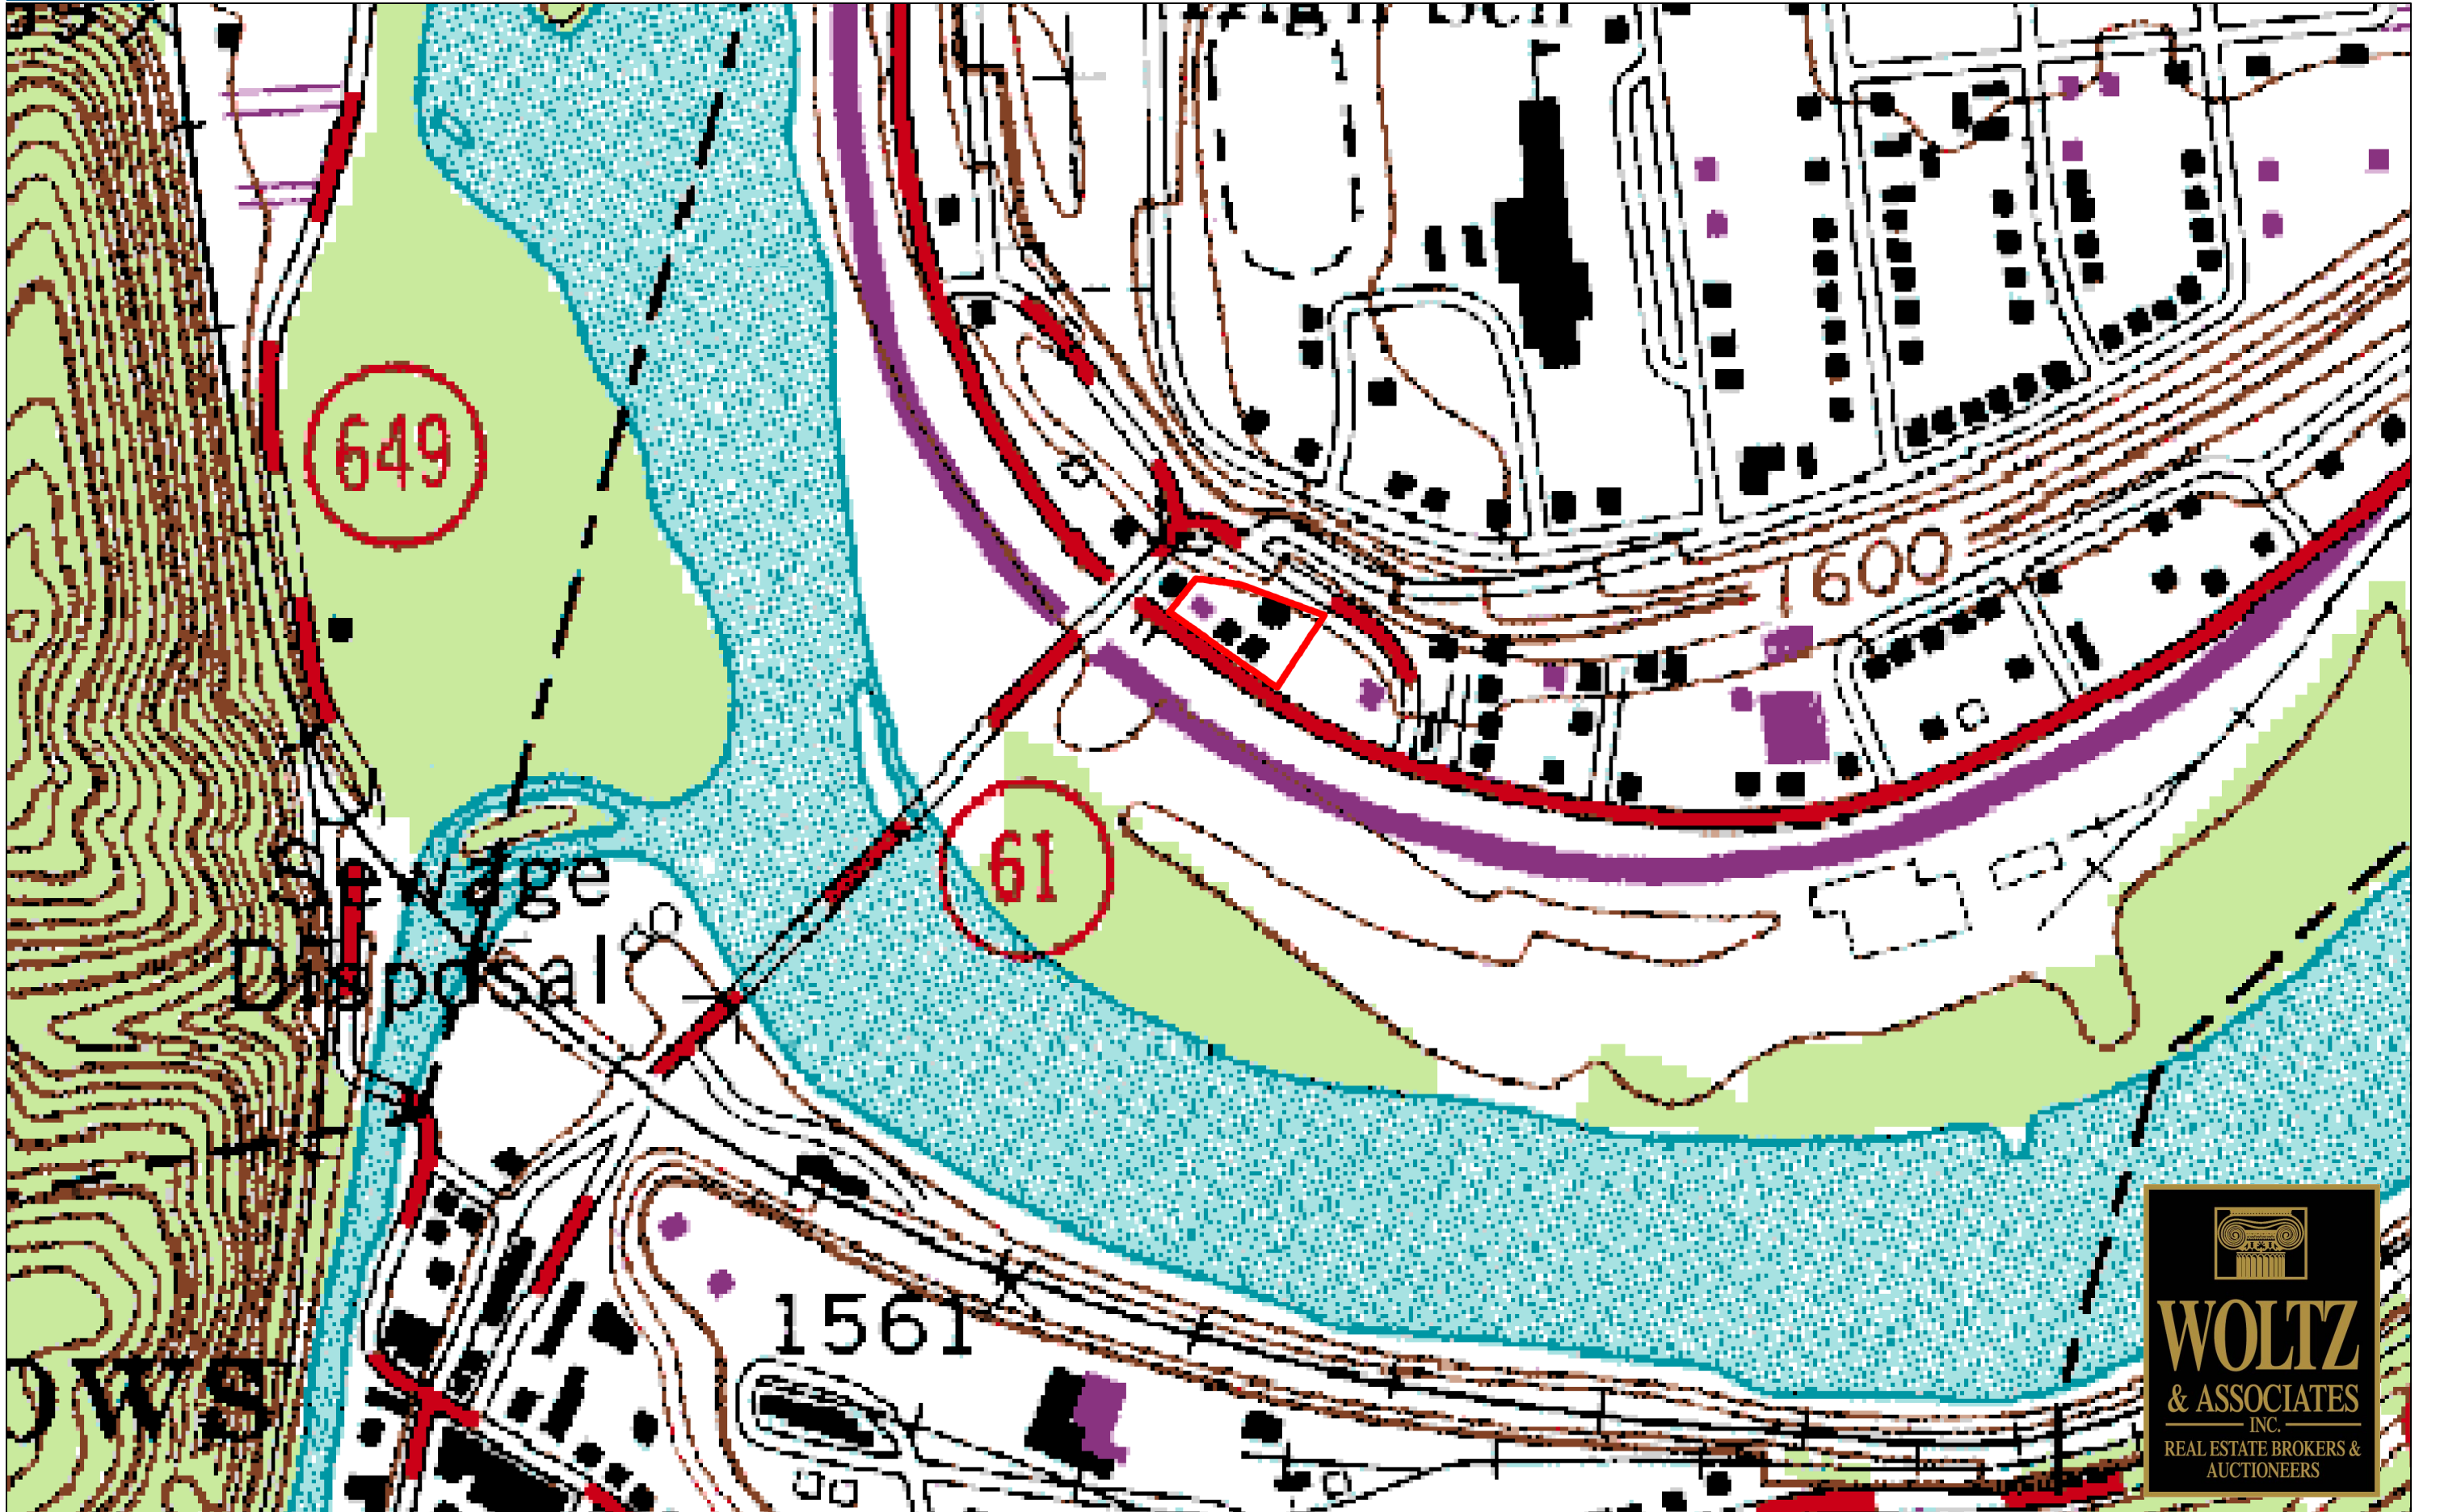 649
1600
61
Sewage
Disposal
1561
WOLTZ
& ASSOCIATES
INC.
REAL ESTATE BROKERS &
AUCTIONEERS